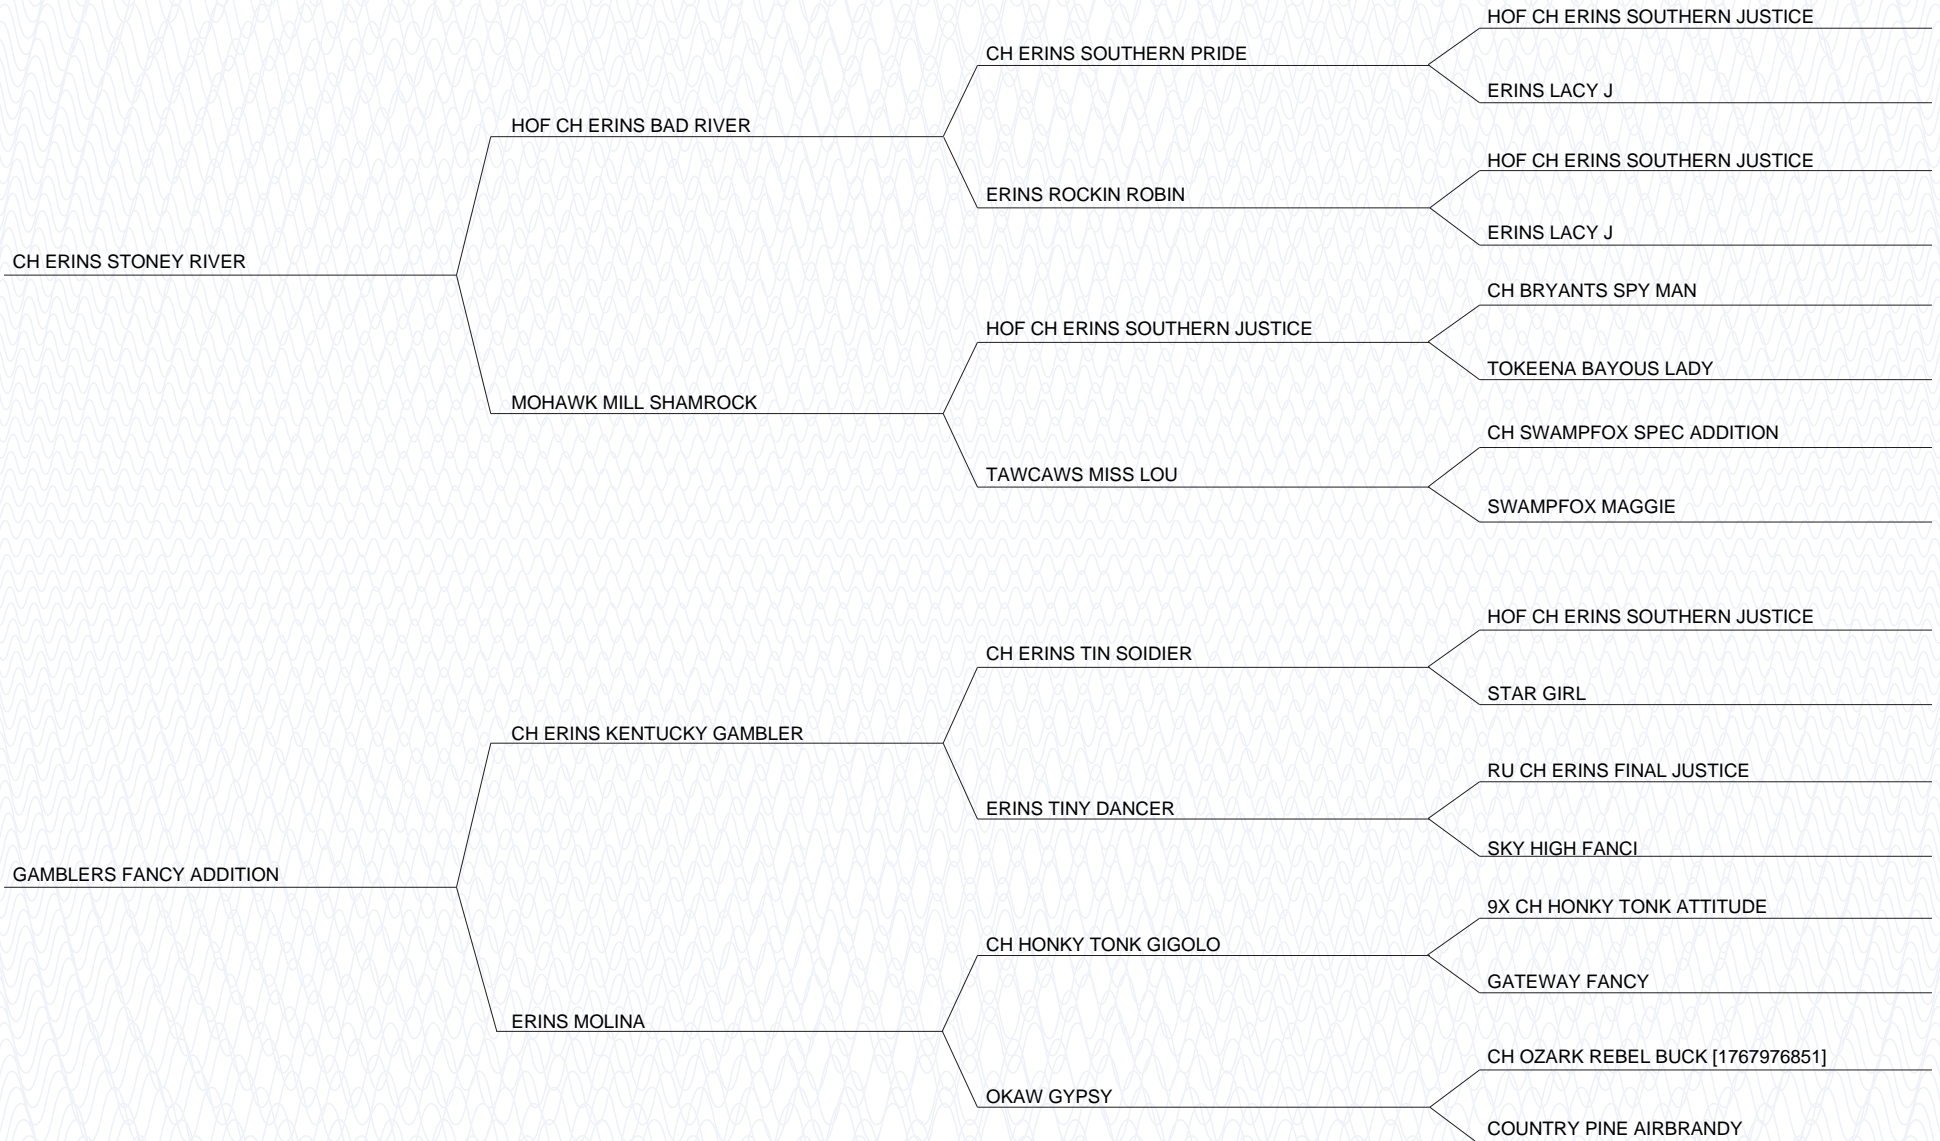 HOF CH ERINS SOUTHERN JUSTICE
CH ERINS SOUTHERN PRIDE
ERINS LACY J
HOF CH ERINS BAD RIVER
HOF CH ERINS SOUTHERN JUSTICE
ERINS ROCKIN ROBIN
ERINS LACY J
CH ERINS STONEY RIVER
CH BRYANTS SPY MAN
HOF CH ERINS SOUTHERN JUSTICE
TOKEENA BAYOUS LADY
MOHAWK MILL SHAMROCK
CH SWAMPFOX SPEC ADDITION
TAWCAWS MISS LOU
SWAMPFOX MAGGIE
HOF CH ERINS SOUTHERN JUSTICE
CH ERINS TIN SOIDIER
STAR GIRL
CH ERINS KENTUCKY GAMBLER
RU CH ERINS FINAL JUSTICE
ERINS TINY DANCER
SKY HIGH FANCI
GAMBLERS FANCY ADDITION
9X CH HONKY TONK ATTITUDE
CH HONKY TONK GIGOLO
GATEWAY FANCY
ERINS MOLINA
CH OZARK REBEL BUCK [1767976851]
OKAW GYPSY
COUNTRY PINE AIRBRANDY